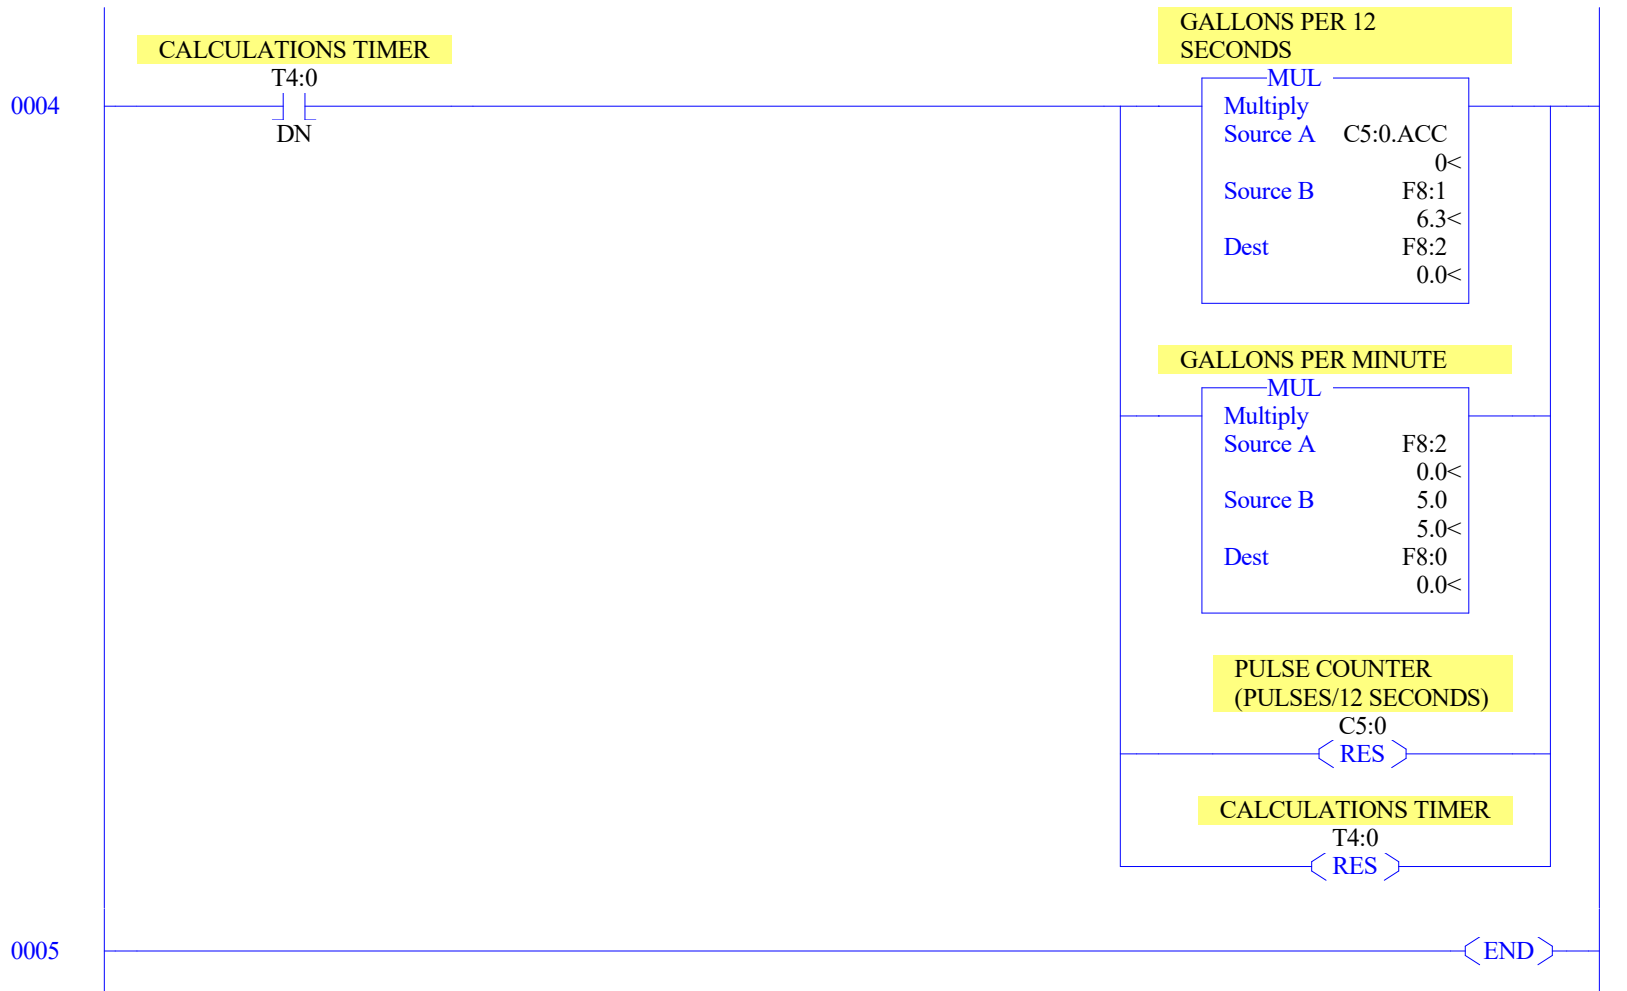 CALCULATIONS TIMER
T4:0
DN
0004
GALLONS PER 12
SECONDS
MUL
Multiply
Source A C5:0.ACC
0<
Source B F8:1
6.3<
Dest F8:2
0.0<
GALLONS PER MINUTE
MUL
Multiply
Source A F8:2
0.0<
Source B 5.0
5.0<
Dest F8:0
0.0<
PULSE COUNTER
(PULSES/12 SECONDS)
C5:0
RES
CALCULATIONS TIMER
T4:0
RES
0005
END